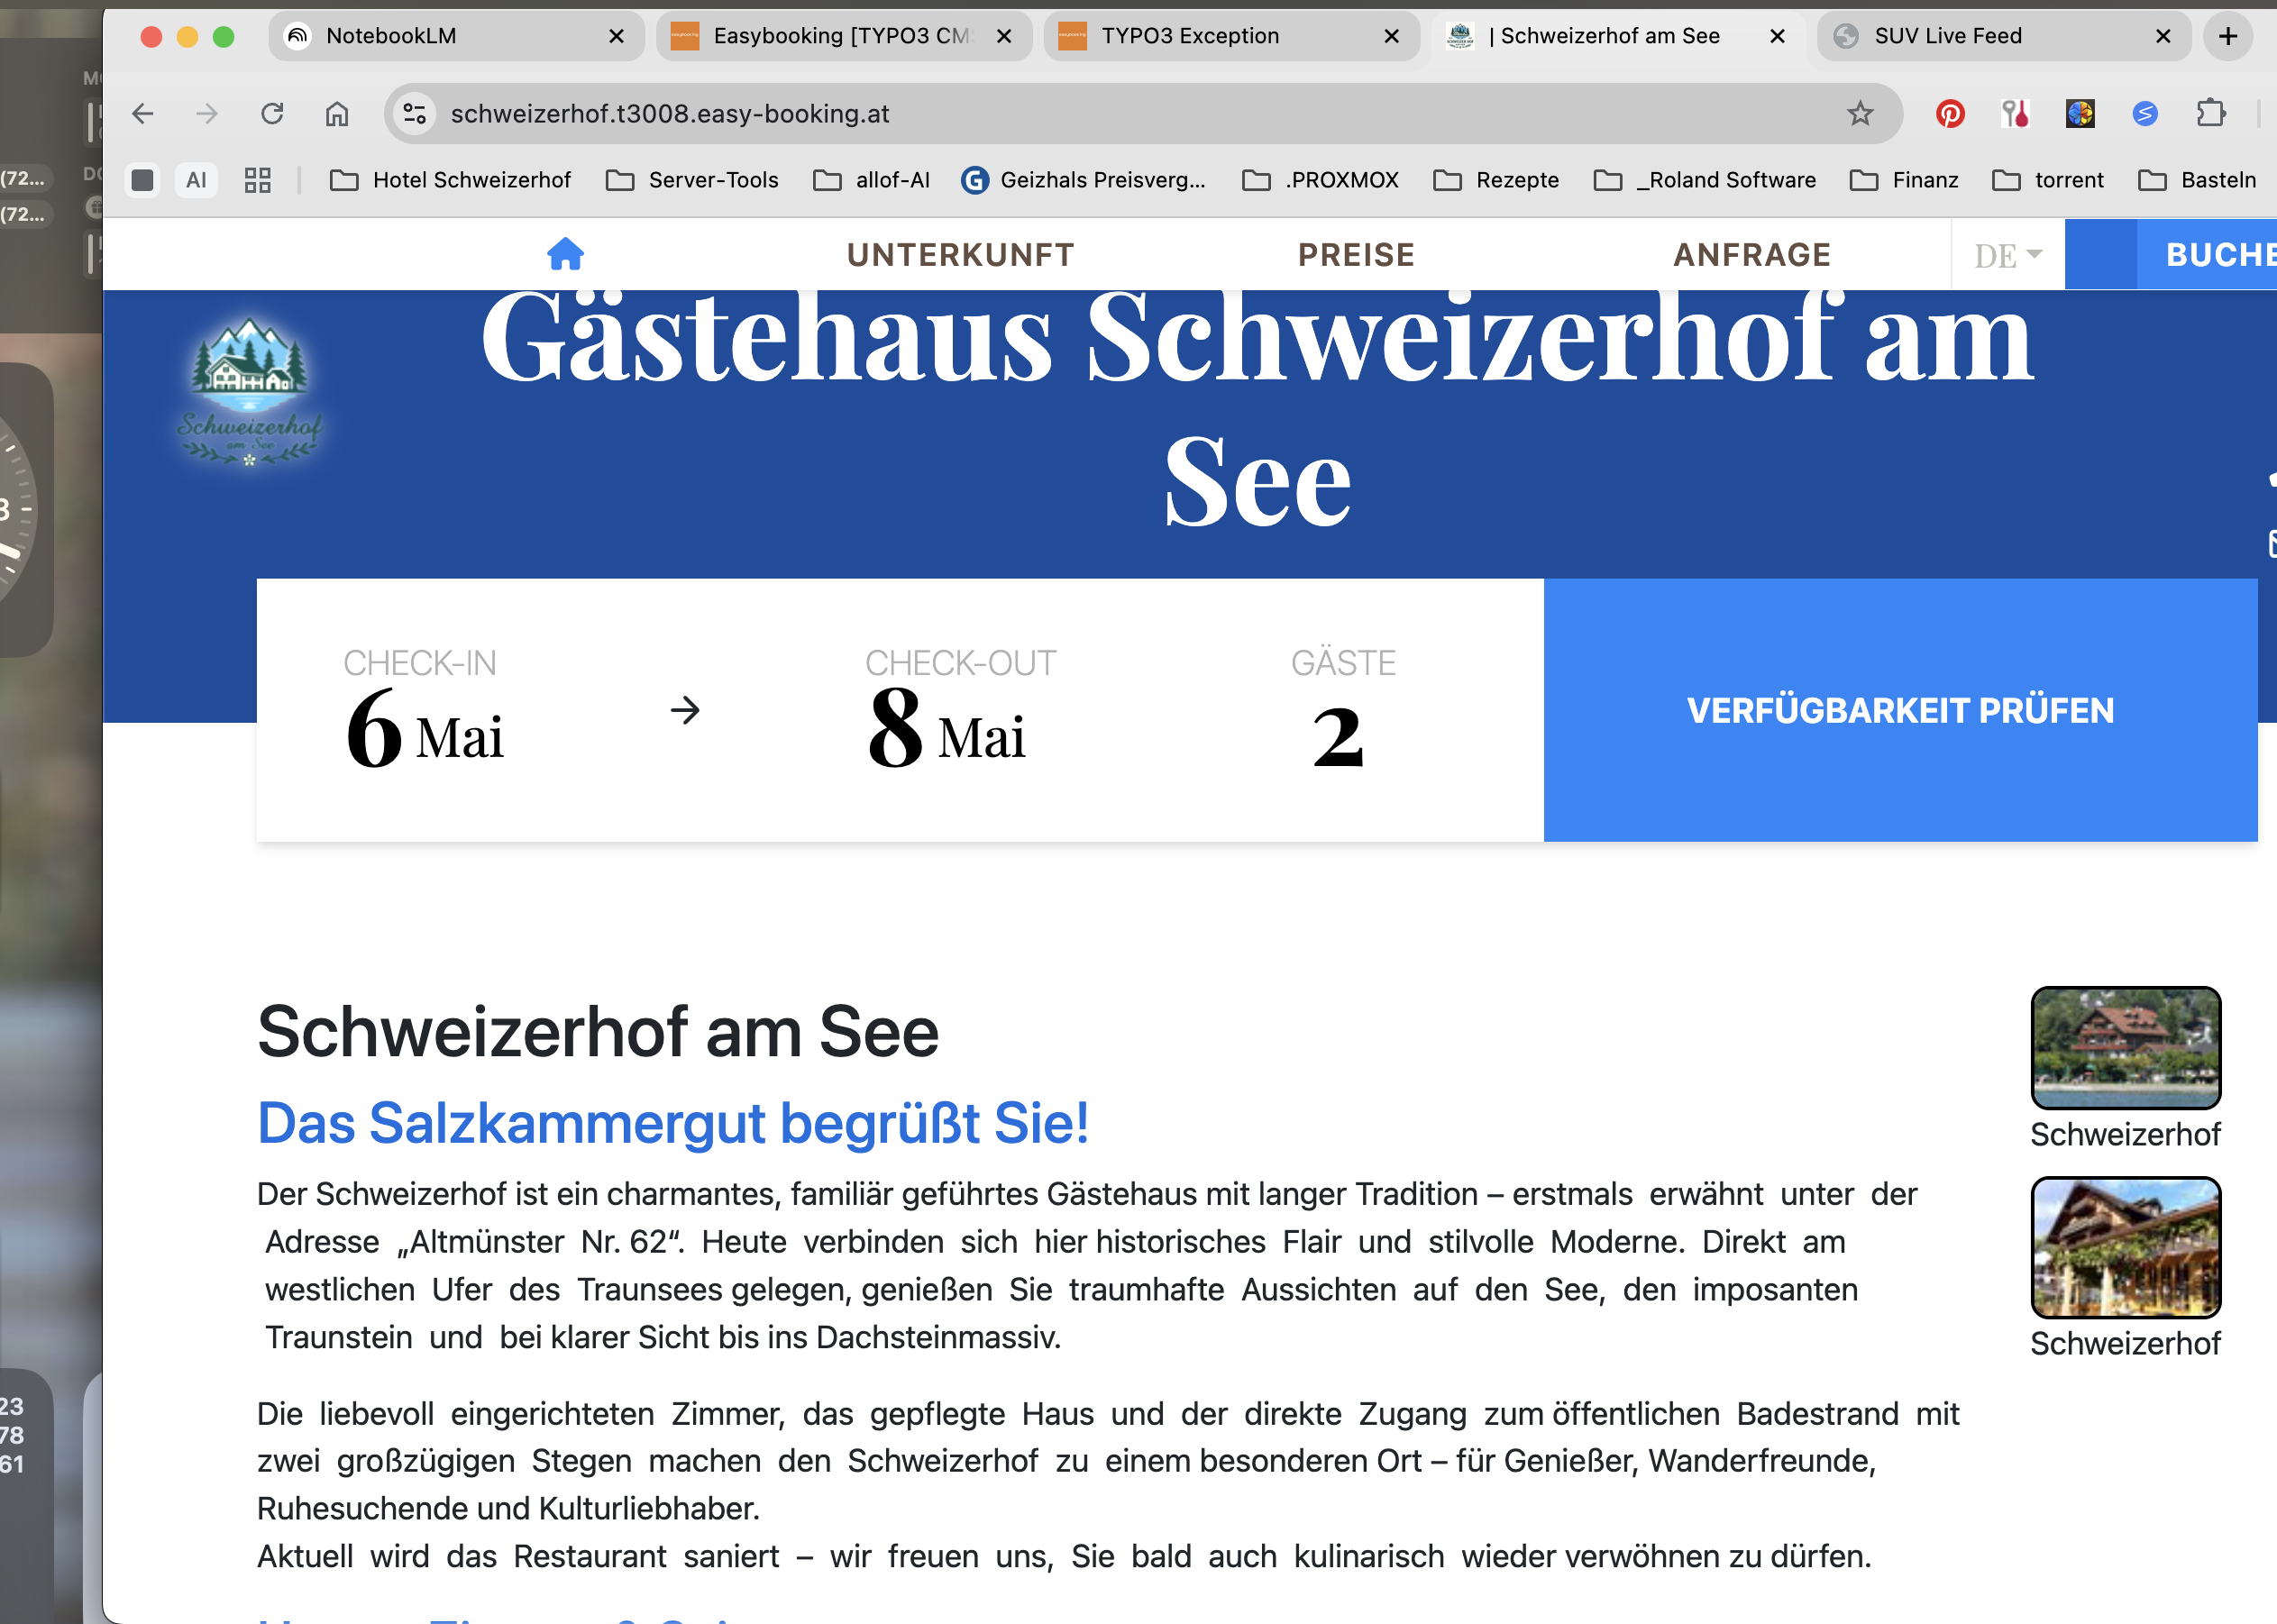 NotebookLM
Easybooking [TYPO3 CMS
TYPO3 Exception
| Schweizerhof am See
SUV Live Feed
schweizerhof.t3008.easy-booking.at
AI
Hotel Schweizerhof
Server-Tools
allof-AI
Geizhals Preisverg...
.PROXMOX
Rezepte
_Roland Software
Finanz
torrent
Basteln
(72...
(72...
UNTERKUNFT
PREISE
ANFRAGE
DE
Schweizerhof
am See
Gästehaus Schweizerhof am
See
CHECK-IN
6 Mai
CHECK-OUT
8 Mai
GÄSTE
2
VERFÜGBARKEIT PRÜFEN
Schweizerhof am See
Das Salzkammergut begrüßt Sie!
Der Schweizerhof ist ein charmantes, familiär geführtes Gästehaus mit langer Tradition – erstmals erwähnt unter der
Adresse „Altmünster Nr. 62“. Heute verbinden sich hier historisches Flair und stilvolle Moderne. Direkt am
westlichen Ufer des Traunsees gelegen, genießen Sie traumhafte Aussichten auf den See, den imposanten
Traunstein und bei klarer Sicht bis ins Dachsteinmassiv.
Die liebevoll eingerichteten Zimmer, das gepflegte Haus und der direkte Zugang zum öffentlichen Badestrand mit
zwei großzügigen Stegen machen den Schweizerhof zu einem besonderen Ort – für Genießer, Wanderfreunde,
Ruhesuchende und Kulturliebhaber.
Aktuell wird das Restaurant saniert – wir freuen uns, Sie bald auch kulinarisch wieder verwöhnen zu dürfen.
Schweizerhof
Schweizerhof
23
78
61